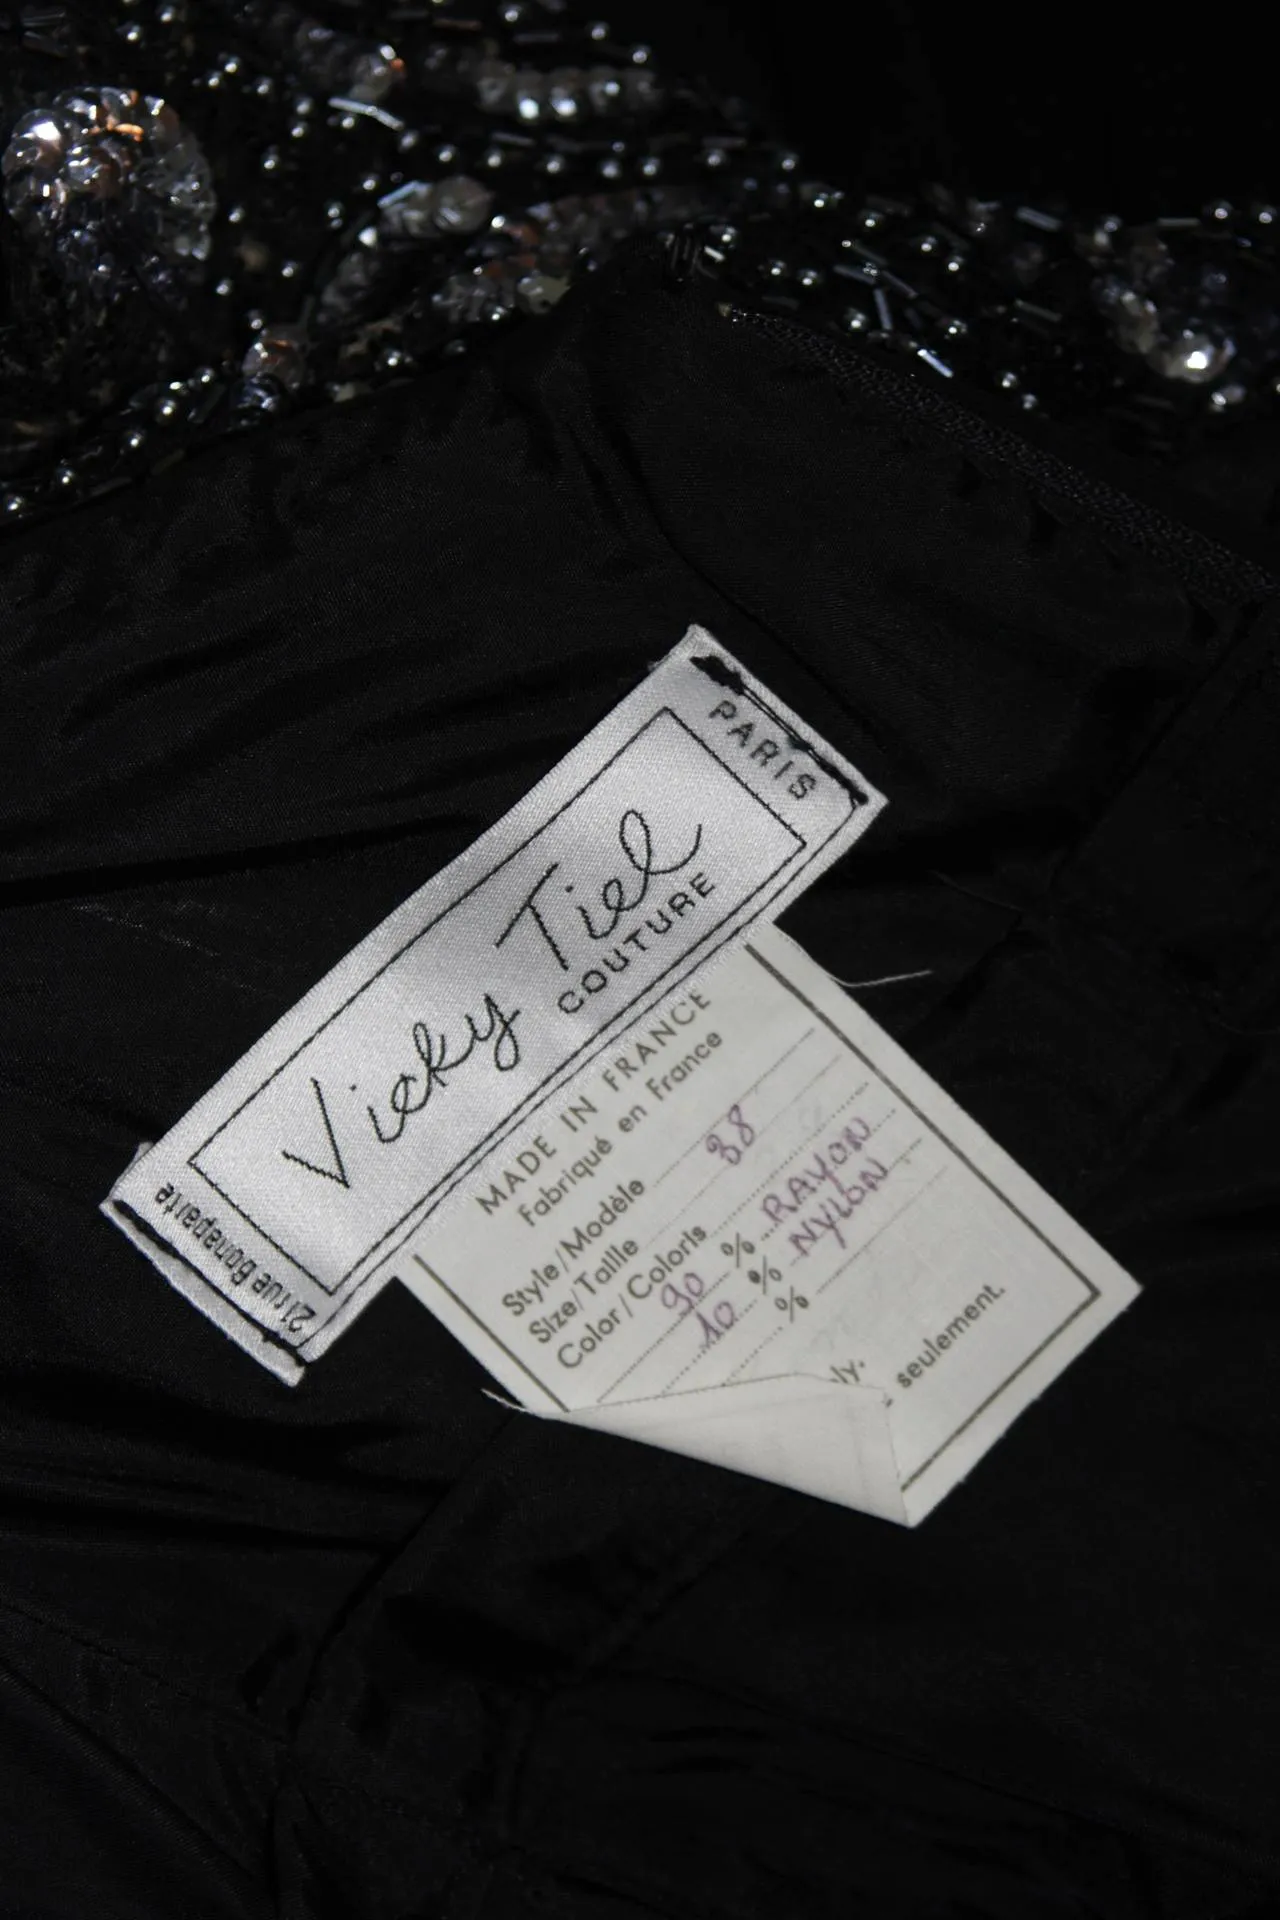 PARIS
Vicky Tiel
COUTURE
21 rue Bonaparte
MADE IN FRANCE
Fabriqué en France
Style/Modèle
Size/Taille 38
Color/Coloris
90 % RAYON
10 % NYLON
%
seulement.